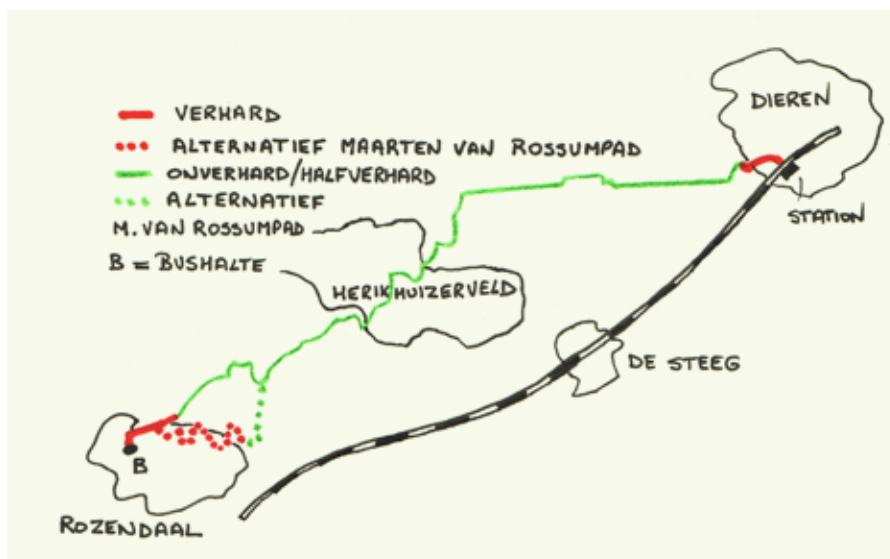 VERHARD
ALTERNATIEF MAARTEN VAN ROSSUMPAD
ONVERHARD/HALFVERHARD
ALTERNATIEF
M. VAN ROSSUMPAD
B = BUSHALTE
DIEREN
STATION
HERIKHUIZERVELD
DE STEEG
B
ROZENDAAL